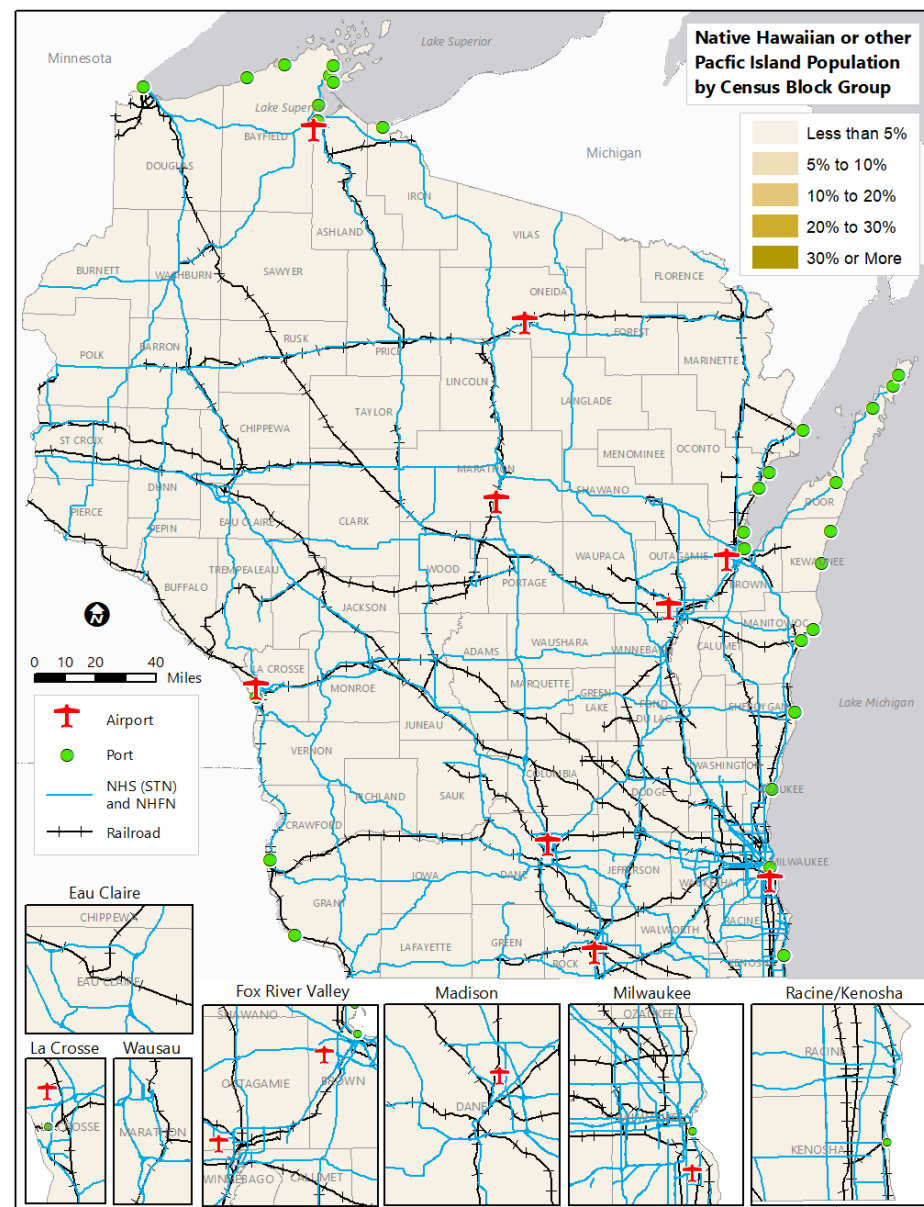 Minnesota
Lake Superior
Native Hawaiian or other
Pacfic Island Population
by Census Block Group
Less than 5%
5% to 10%
10% to 20%
20% to 30%
30% or More
Lake Superi
Michigan
BAYFIELD
DOUGLAS
IRON
ASHLAND
VILAS
BURNETT
WASHBURN
SAWYER
FLORENCE
ONEIDA
FOREST
RUSK
BARRON
POLK
PRICE
MARINETTE
LINCOLN
TAYLOR
LANGLADE
CHIPPEWA
ST CROIX
OCONTO
MENOMINEE
MARATHON
DUNN
SHAWANO
DOOR
PIERCE
EAU CLAIRE
CLARK
PEPIN
WAUPACA
OUTAGAMIE
KEWAUNEE
TREMPEALEAU
WOOD
PORTAGE
BROWN
BUFFALO
JACKSON
MANITOWOC
WAUSHARA
WINNEBAG
CALUMET
ADAMS
0 10 20 40
Miles
LA CROSSE
MONROE
MARQUETTE
GREEN
LAKE
FOND
DU LAC
SHEBOYGAN
Lake Michigan
JUNEAU
VERNON
Airport
Port
NHS (STN)
and NHFN
Railroad
WASHINGTON
COLUMBIA
DODGE
RICHLAND
SAUK
AUKEE
CRAWFORD
MILWAUKEE
JEFFERSON
DANE
IOWA
WAUKESHA
GRANT
RACINE
WALWORTH
GREEN
LAFAYETTE
ROCK
KENOSH
Eau Claire
CHIPPEWA
EAU CLAIRE
Fox River Valley
SHAWANO
OUTAGAMIE
BROWN
WINNEBAGO
CALUMET
Madison
DANE
Milwaukee
OZAUKEE
Racine/Kenosha
RACINE
KENOSHA
La Crosse
CROSSE
Wausau
MARATHON